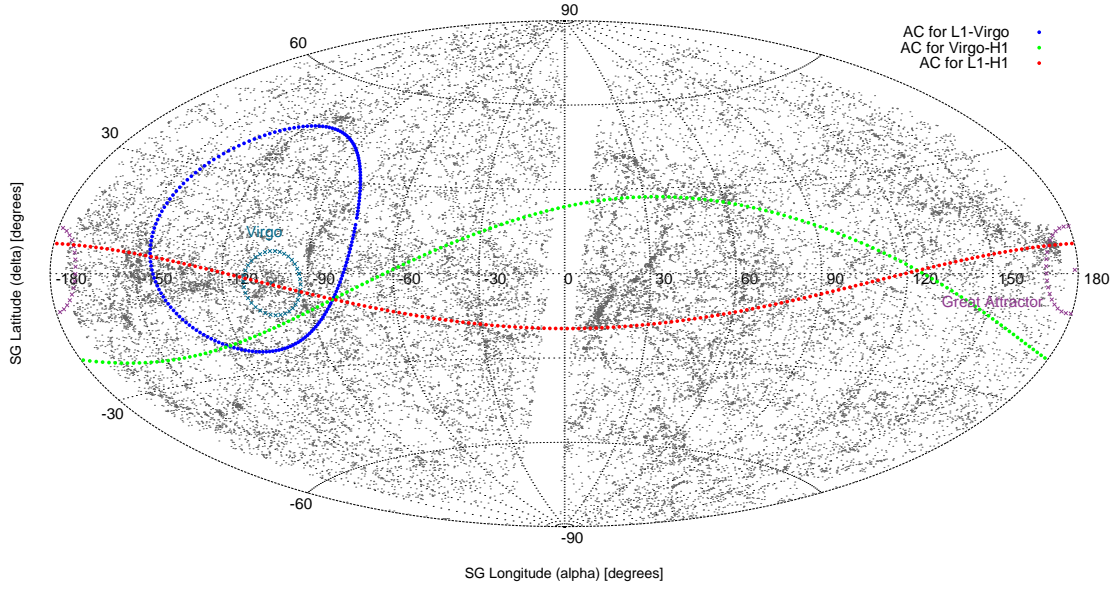 90
AC for L1-Virgo
AC for Virgo-H1
AC for L1-H1
60
30
Virgo
-180 -120 -90 -60 -30 0 30 60 90 120 150 180
Great Attractor
-30
-60
-90
SG Latitude (delta) [degrees]
SG Longitude (alpha) [degrees]